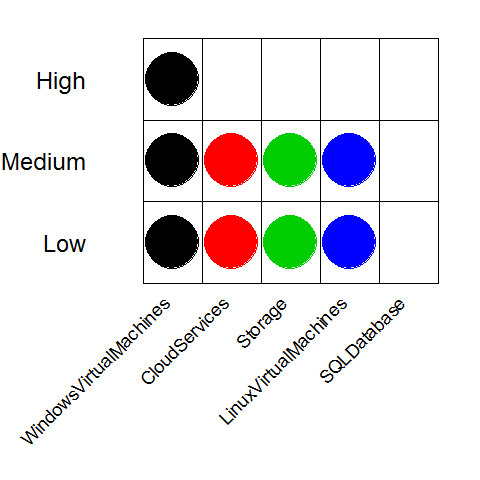 High
Medium
Low
WindowsVirtualMachines
CloudServices
Storage
LinuxVirtualMachines
SQLDatabase